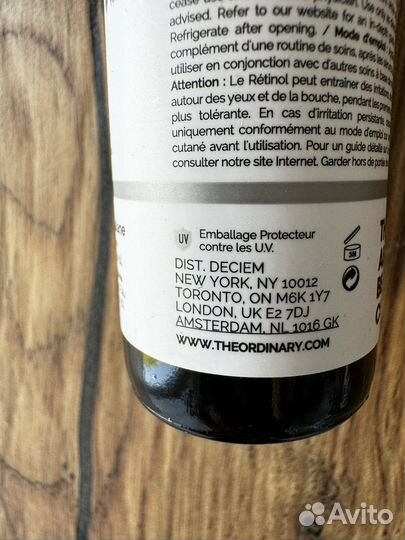 cease use
advised. Refer to our website for an in-depth
Refrigerate after opening. / Mode d'emploi
complément d'une routine de soins, après les
utiliser en conjonction avec d'autres soins à base
Attention : Le Rétinol peut entraîner des irritations
autour des yeux et de la bouche, pendant les
plus tolérante. En cas d'irritation persistante,
uniquement conformément au mode d'emploi
cutané avant l'utilisation. Pour un guide détaillé
consulter notre site Internet. Garder hors de portée
UV Emballage Protecteur
contre les U.V.
3M
DIST. DECIEM
NEW YORK, NY 10012
TORONTO, ON M6K 1Y7
LONDON, UK E2 7DJ
AMSTERDAM, NL 1016 GK
WWW.THEORDINARY.COM
Avito